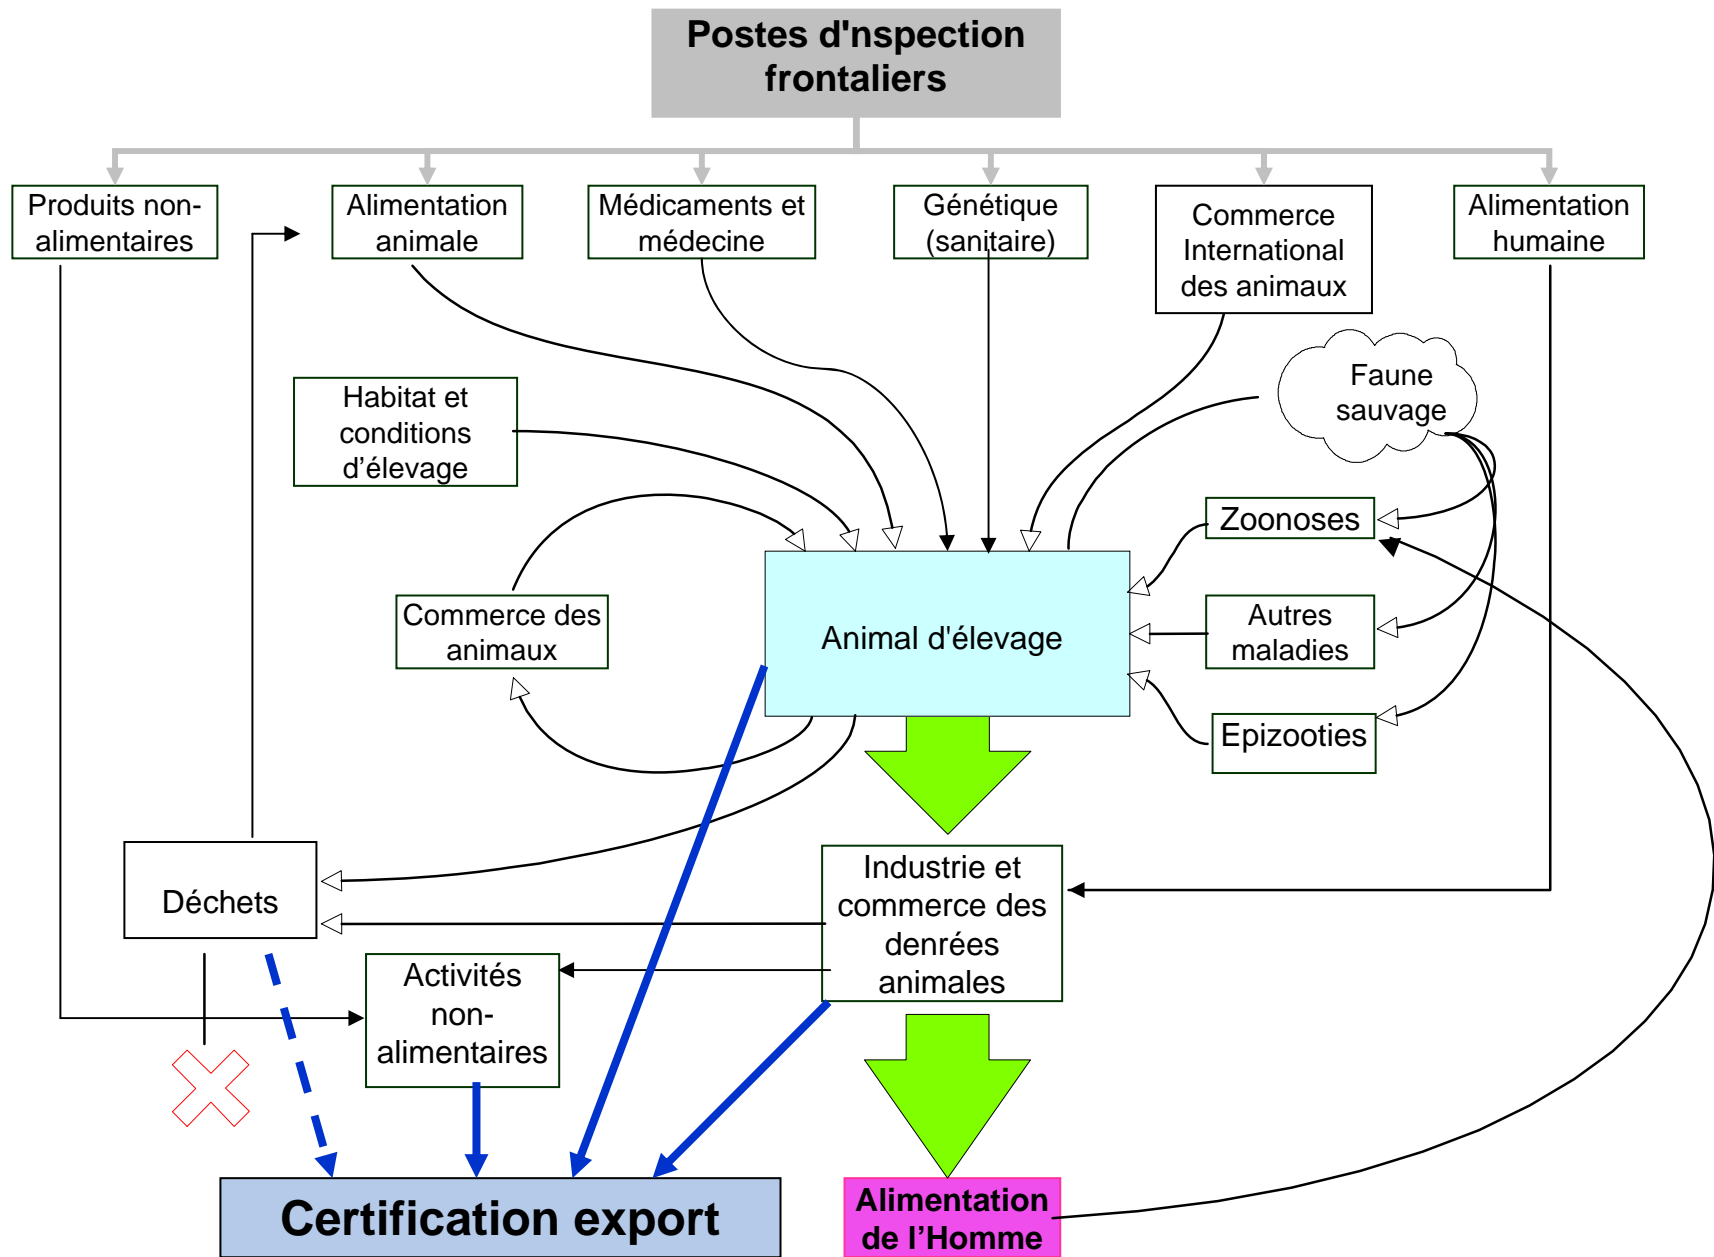 Postes d'nspection
frontaliers
Produits non-
alimentaires
Alimentation
animale
Médicaments et
médecine
Génétique
(sanitaire)
Commerce
International
des animaux
Alimentation
humaine
Habitat et
conditions
d’élevage
Faune
sauvage
Zoonoses
Commerce des
animaux
Animal d'élevage
Autres
maladies
Epizooties
Déchets
Industrie et
commerce des
denrées
animales
Activités
non-
alimentaires
Certification export
Alimentation
de l’Homme